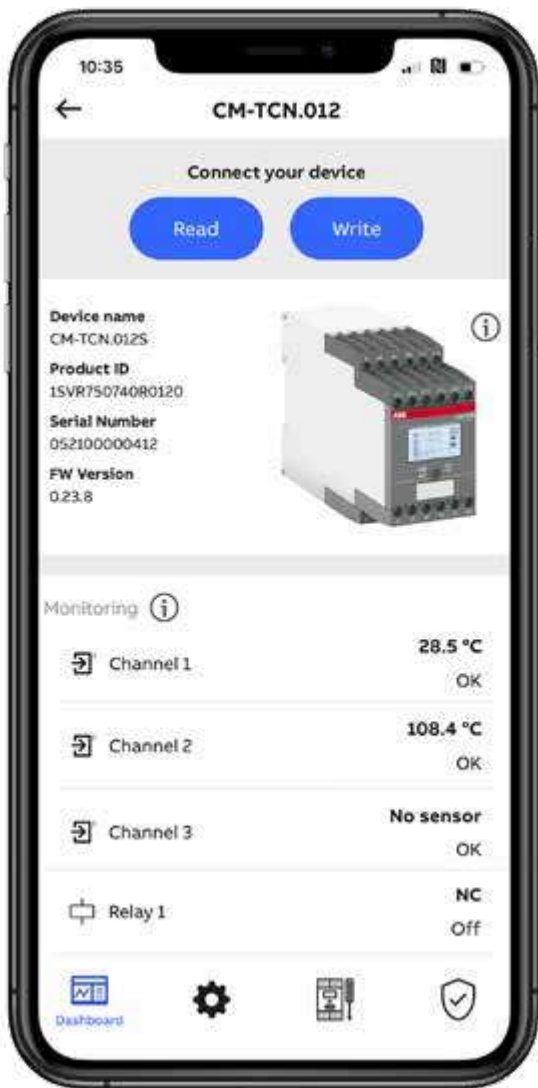 10:35
CM-TCN.012
Connect your device
Read
Write
Device name
CM-TCN.012S
Product ID
1SVR750740R0120
Serial Number
052100000412
FW Version
0.23.8
ABB
Monitoring
Channel 1
28.5 °C
OK
Channel 2
108.4 °C
OK
Channel 3
No sensor
OK
Relay 1
NC
Off
Dashboard